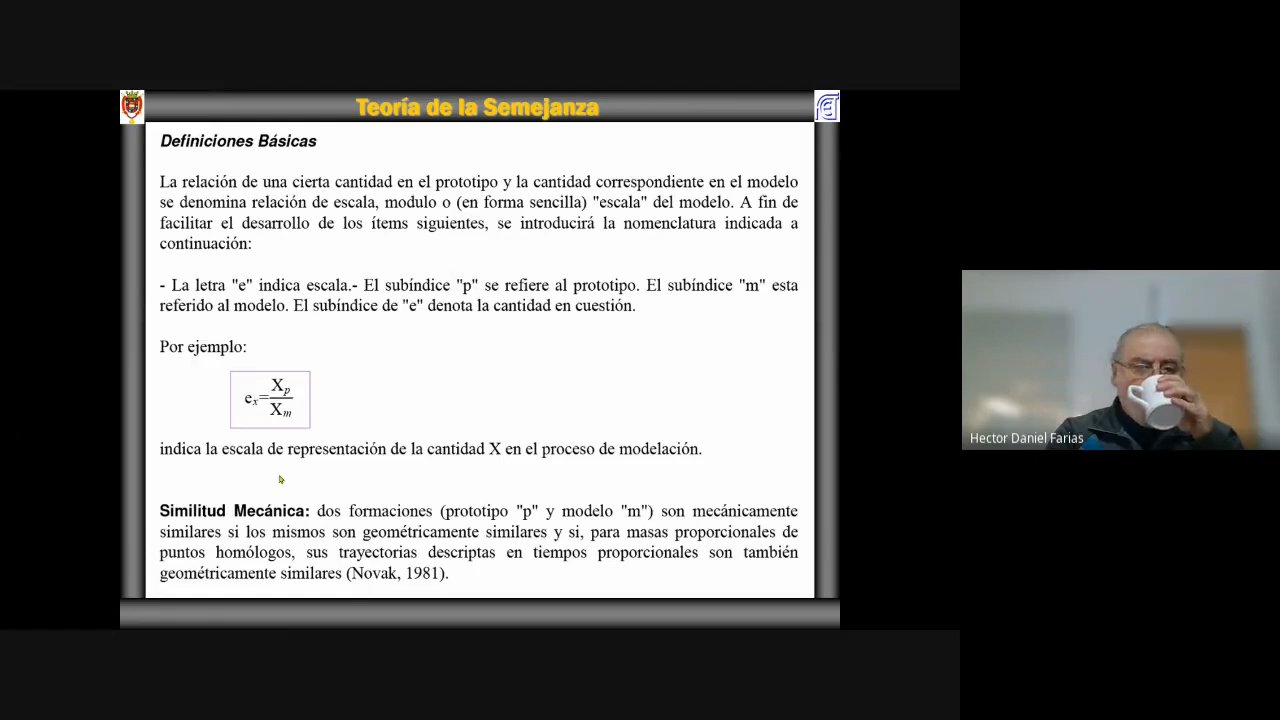 Teoría de la Semejanza
Definiciones Básicas
La relación de una cierta cantidad en el prototipo y la cantidad correspondiente en el modelo
se denomina relación de escala, modulo o (en forma sencilla) "escala" del modelo. A fin de
facilitar el desarrollo de los ítems siguientes, se introducirá la nomenclatura indicada a
continuación:
- La letra "e" indica escala.- El subíndice "p" se refiere al prototipo. El subíndice "m" esta
referido al modelo. El subíndice de "e" denota la cantidad en cuestión.
Por ejemplo:
eₓ=Xₚ/Xₘ
indica la escala de representación de la cantidad X en el proceso de modelación.
Similitud Mecánica: dos formaciones (prototipo "p" y modelo "m") son mecánicamente
similares si los mismos son geométricamente similares y si, para masas proporcionales de
puntos homólogos, sus trayectorias descriptas en tiempos proporcionales son también
geométricamente similares (Novak, 1981).
Hector Daniel Farias